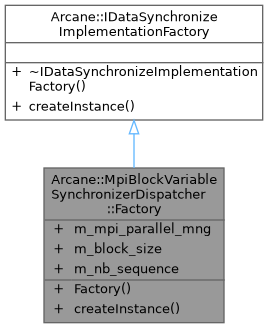 Arcane::IDataSynchronize
ImplementationFactory
+ ~IDataSynchronizeImplementation
Factory()
+ createInstance()
Arcane::MpiBlockVariable
SynchronizerDispatcher
::Factory
+ m_mpi_parallel_mng
+ m_block_size
+ m_nb_sequence
+ Factory()
+ createInstance()